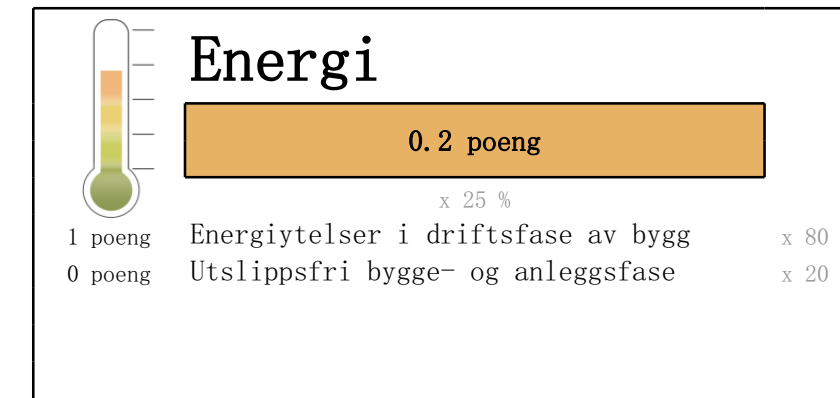 Energi
0.2 poeng
x 25 %
1 poeng Energiytelser i driftsfase av bygg x 80
0 poeng Utslippsfri bygge- og anleggsfase x 20